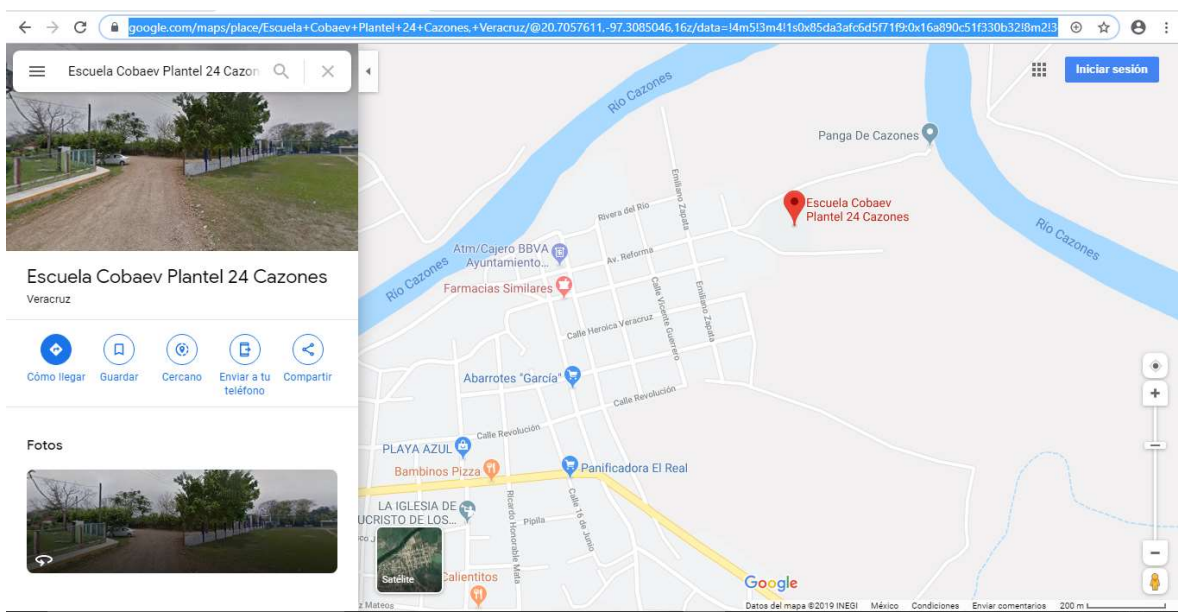 google.com/maps/place/Escuela+Cobaev+Plantel+24+Cazones,+Veracruz/@20.7057611,-97.3085046,16z/data=!4m5!3m4!1s0x85da3afc6d5f71f9:0x16a890c51f330b32!8m2!3
Escuela Cobaev Plantel 24 Cazon
Iniciar sesión
Escuela Cobaev Plantel 24 Cazones
Veracruz
Cómo llegar
Guardar
Cercano
Enviar a tu
teléfono
Compartir
Fotos
Río Cazones
Panga De Cazones
Escuela Cobaev
Plantel 24 Cazones
Río Cazones
Emiliano Zapata
Rivera del Río
Atm/Cajero BBVA
Ayuntamiento...
Av. Reforma
Río Cazones
Farmacias Similares
Calle Vicente Guerrero
Emiliano Zapata
Calle Heroica Veracruz
Abarrotes "García"
Calle Revolución
Calle Revolución
PLAYA AZUL
Bambinos Pizza
Panificadora El Real
LA IGLESIA DE
UCRISTO DE LOS...
Ricardo Honorable Mata
Pípila
Calle 16 de Junio
Satélite
Calientitos
z Mateos
Google
Datos del mapa ©2019 INEGI México Condiciones Enviar comentarios 200 m